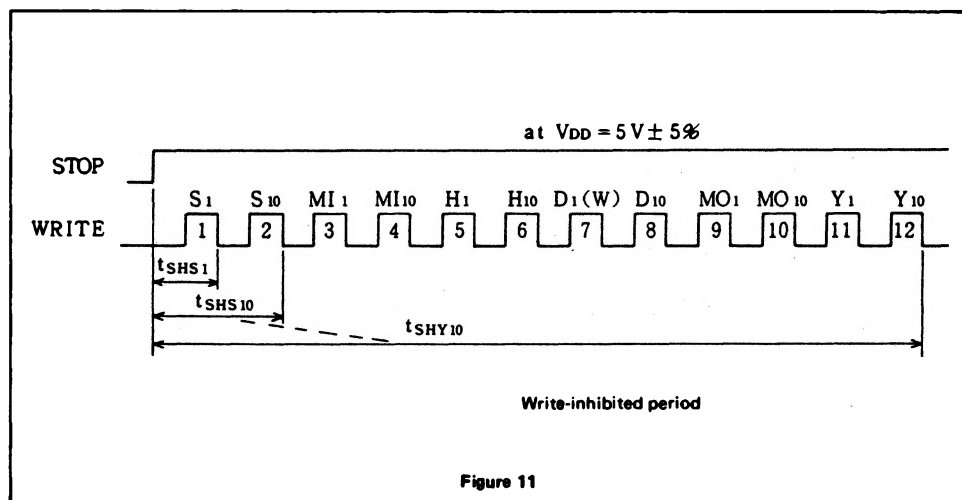 at VDD = 5 V ± 5%
STOP
S1 S10 MI1 MI10 H1 H10 D1(W) D10 MO1 MO10 Y1 Y10
WRITE 1 2 3 4 5 6 7 8 9 10 11 12
tSHS1
tSHS10
tSHY10
Write-inhibited period
Figure 11